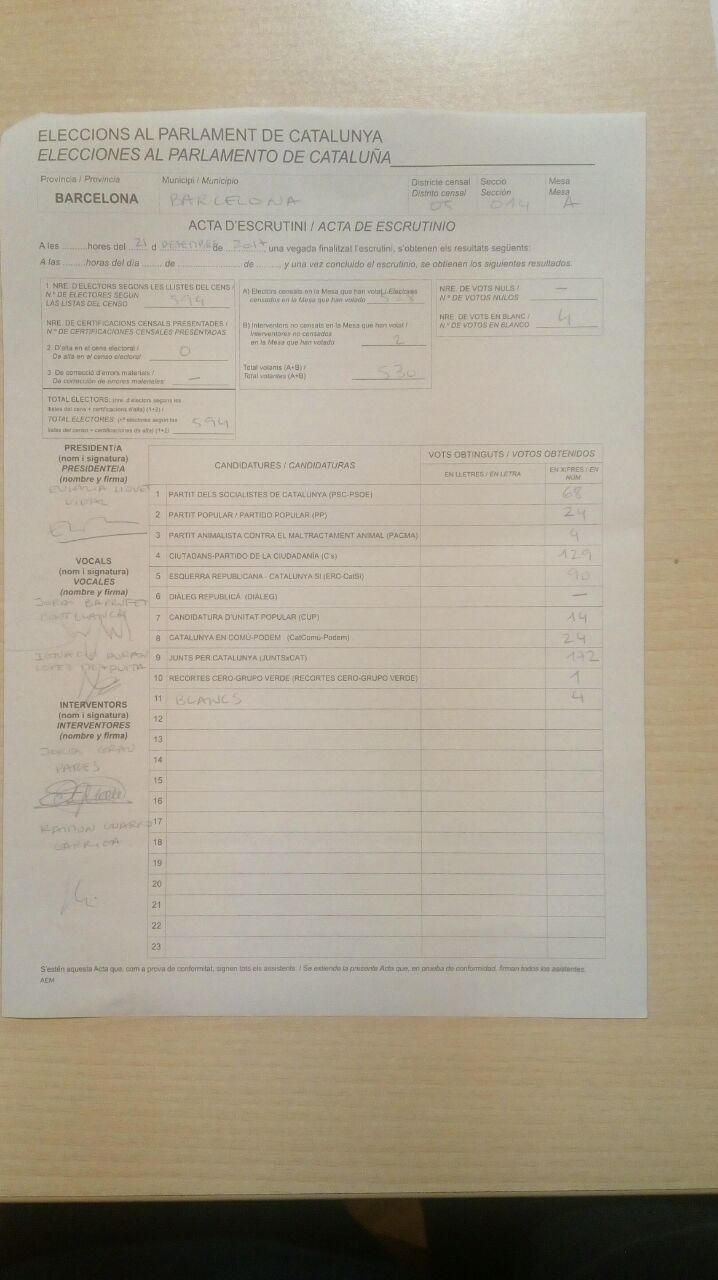 ELECCIONS AL PARLAMENT DE CATALUNYA
ELECCIONES AL PARLAMENTO DE CATALUÑA
Província / Provincia
BARCELONA
Municipi / Municipio
BARCELONA
Districte censal
Distrito censal
05
Secció
Sección
014
Mesa
Mesa
A
ACTA D'ESCRUTINI / ACTA DE ESCRUTINIO
A les .........hores del 21 d DESEMBRE de 2017 una vegada finalitzat l'escrutini, s'obtenen els resultats següents:
A las .........horas del día ...... de .................... de ......., y una vez concluido el escrutinio, se obtienen los siguientes resultados:
1. NRE. D'ELECTORS SEGONS LES LLISTES DEL CENS /
N.º DE ELECTORES SEGÚN
LAS LISTAS DEL CENSO 594
NRE. DE CERTIFICACIONS CENSALS PRESENTADES /
N.º DE CERTIFICACIONES CENSALES PRESENTADAS
2. D'alta en el cens electoral /
De alta en el censo electoral 0
3. De correcció d'errors materials /
De corrección de errores materiales: —
TOTAL ELECTORS: (nre. d'electors segons les
llistes del cens + certificacions d'alta) (1+2) /
TOTAL ELECTORES: (nº electores según las
listas del censo + certificaciones de alta) (1+2) 594
A) Electors censats en la Mesa que han votat / Electores
censados en la Mesa que han votado 528
B) Interventors no censats en la Mesa que han votat /
Interventores no censados
en la Mesa que han votado 2
Total votants (A+B) /
Total votantes (A+B) 530
NRE. DE VOTS NULS /
N.º DE VOTOS NULOS —
NRE. DE VOTS EN BLANC /
N.º DE VOTOS EN BLANCO 4
PRESIDENT/A
(nom i signatura)
PRESIDENTE/A
(nombre y firma)
VIDAL
VOCALS
(nom i signatura)
VOCALES
(nombre y firma)
JORDI
IGNACIO DURAN
LOPEZ
INTERVENTORS
(nom i signatura)
INTERVENTORES
(nombre y firma)
JORDI GRAU
PARES
RAMON
GARRIGA
CANDIDATURES / CANDIDATURAS
VOTS OBTINGUTS / VOTOS OBTENIDOS
EN LLETRES / EN LETRA
EN XIFRES / EN NÚM
1 PARTIT DELS SOCIALISTES DE CATALUNYA (PSC-PSOE) 68
2 PARTIT POPULAR / PARTIDO POPULAR (PP) 24
3 PARTIT ANIMALISTA CONTRA EL MALTRACTAMENT ANIMAL (PACMA) 4
4 CIUTADANS-PARTIDO DE LA CIUDADANÍA (C's) 129
5 ESQUERRA REPUBLICANA - CATALUNYA SÍ (ERC-CatSí) 90
6 DIÀLEG REPUBLICÀ (DIÀLEG) —
7 CANDIDATURA D'UNITAT POPULAR (CUP) 14
8 CATALUNYA EN COMÚ-PODEM (CatComú-Podem) 24
9 JUNTS PER CATALUNYA (JUNTSxCAT) 172
10 RECORTES CERO-GRUPO VERDE (RECORTES CERO-GRUPO VERDE) 1
11 BLANCS 4
12
13
14
15
16
17
18
19
20
21
22
23
S'estén aquesta Acta que, com a prova de conformitat, signen tots els assistents. / Se extiende la presente Acta que, en prueba de conformidad, firman todos los asistentes.
AEM